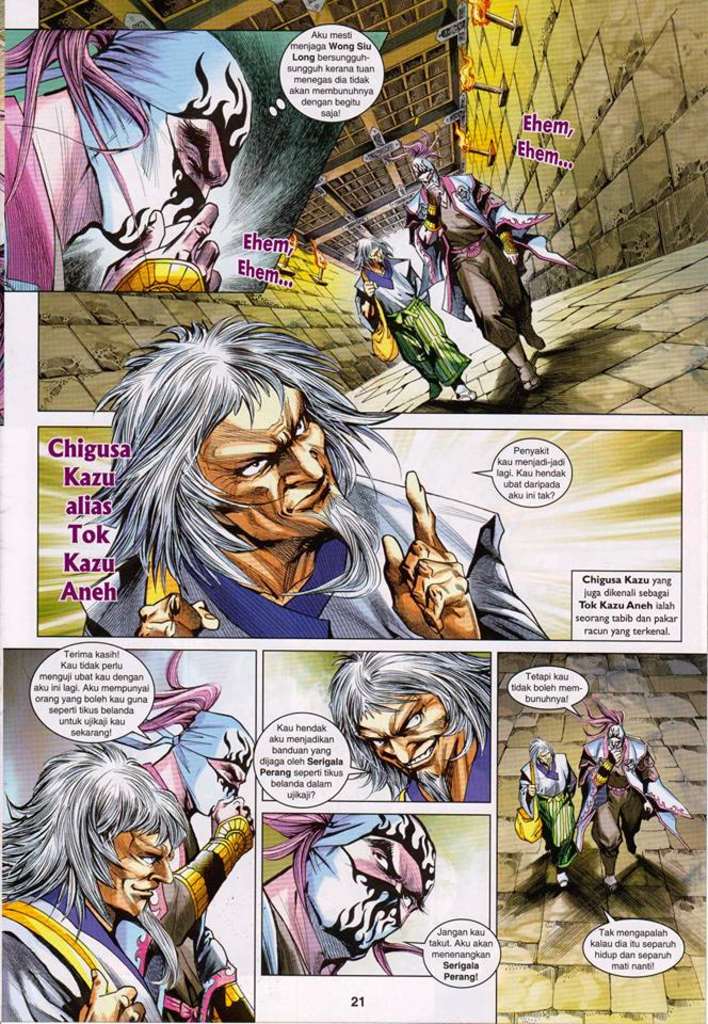 Aku mesti
menjaga Wong Siu
Long bersungguh-
sungguh kerana tuan
menegas dia tidak
akan membunuhnya
dengan begitu
saja!
Ehem,
Ehem...
Ehem,
Ehem...
Chigusa
Kazu
alias
Tok
Kazu
Aneh
Penyakit
kau menjadi-jadi
lagi. Kau hendak
ubat daripada
aku ini tak?
Chigusa Kazu yang
juga dikenali sebagai
Tok Kazu Aneh ialah
seorang tabib dan pakar
racun yang terkenal.
Terima kasih!
Kau tidak perlu
menguji ubat kau dengan
aku ini lagi. Aku mempunyai
orang yang boleh kau guna
seperti tikus belanda
untuk ujikaji kau
sekarang!
Kau hendak
aku menjadikan
banduan yang
dijaga oleh Serigala
Perang seperti tikus
belanda dalam
ujikaji?
Jangan kau
takut. Aku akan
menenangkan
Serigala
Perang!
Tetapi kau
tidak boleh mem-
bunuhnya!
Tak mengapalah
kalau dia itu separuh
hidup dan separuh
mati nanti!
21